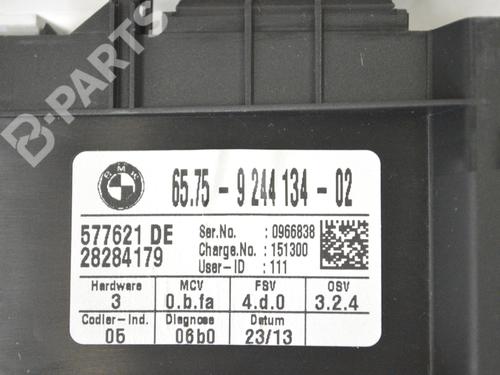 B-PARTS
BMW
65.75 - 9 244 134 - 02
577621 DE
28284179
Ser.No. : 0966838
Charge.No. : 151300
User-ID : 111
Hardware MCV FSV OSV
3 0.b.fa 4.d.0 3.2.4
Codier-Ind. Diagnose Datum
05 06b0 23/13